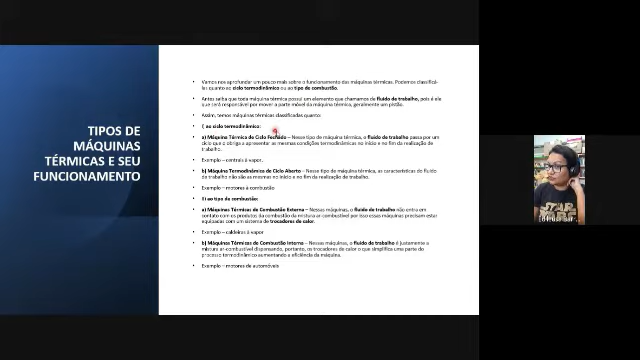 TIPOS DE
MÁQUINAS
TÉRMICAS E SEU
FUNCIONAMENTO
• Vamos nos aprofundar um pouco mais sobre o funcionamento das máquinas térmicas. Podemos classificá-
las quanto ao ciclo termodinâmico ou ao tipo de combustão.
• Antes saiba que toda máquina térmica possui um elemento que chamamos de fluido de trabalho, pois é ele
que será responsável por mover a parte móvel da máquina térmica, geralmente um pistão.
• Assim, temos máquinas térmicas classificadas quanto:
• I) ao ciclo termodinâmico:
• a) Máquina Térmica de Ciclo Fechado – Nesse tipo de máquina térmica, o fluido de trabalho passa por um
ciclo que o obriga a apresentar as mesmas condições termodinâmicas no início e no fim da realização de
trabalho.
• Exemplo – centrais à vapor.
• b) Máquina Termodinâmica de Ciclo Aberto – Nesse tipo de máquina térmica, as características do fluido
de trabalho não são as mesmas no início e no fim da realização de trabalho.
• Exemplo – motores à combustão
• II) ao tipo da combustão:
• a) Máquinas Térmicas de Combustão Externa – Nessas máquinas, o fluido de trabalho não entra em
contato com os produtos da combustão da mistura ar-combustível por isso essas máquinas precisam estar
equipadas com um sistema de trocadores de calor.
• Exemplo – caldeiras à vapor
• b) Máquinas Térmicas de Combustão Interna – Nessas máquinas, o fluido de trabalho é justamente a
mistura ar-combustível dispensando, portanto, os trocadores de calor o que simplifica uma parte do
processo termodinâmico aumentando a eficiência da máquina.
• Exemplo – motores de automóveis
STAR